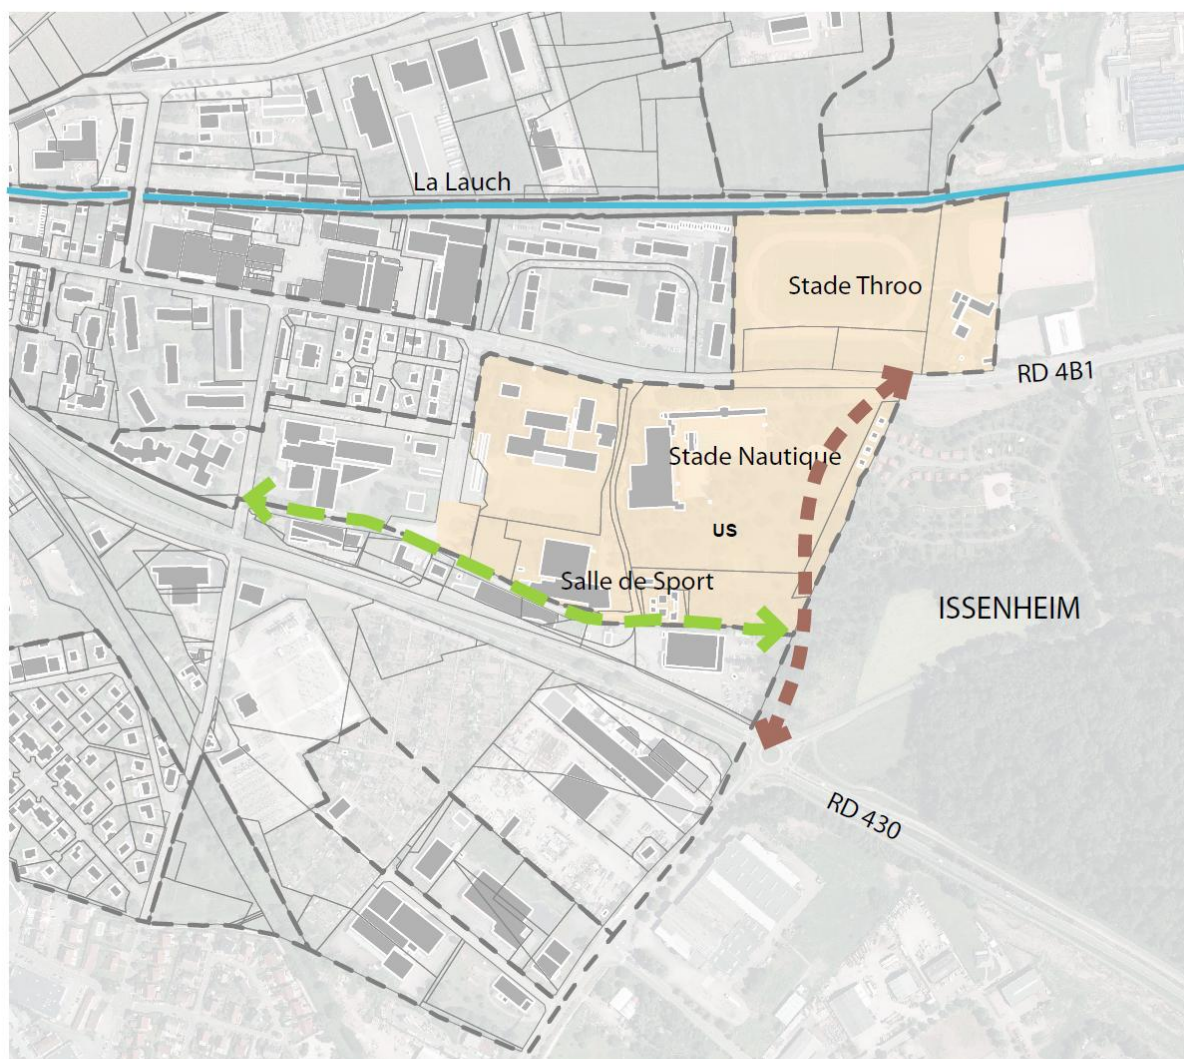 La Lauch
Stade Throo
RD 4B1
Stade Nautique
US
Salle de Sport
ISSENHEIM
RD 430